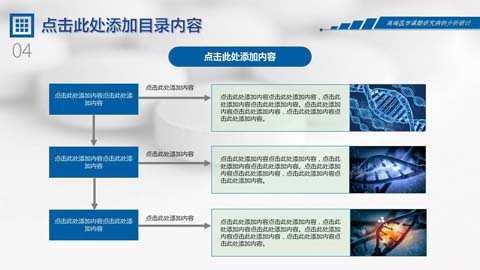 点击此处添加目录内容
高端医学课题研究病例分析研讨
04
点击此处添加内容
点击此处添加内容点击此处添
加内容
点击此处添加内容
点击此处添加内容点击此处添加内容，点击此
处添加内容点击此处添加内容。点击此处添加
内容点击此处添加内容，点击此处添加内容点
击此处添加内容。
点击此处添加内容点击此处添
加内容
点击此处添加内容
点击此处添加内容点击此处添加内容，点击此
处添加内容点击此处添加内容。点击此处添加
内容点击此处添加内容，点击此处添加内容点
击此处添加内容。
点击此处添加内容点击此处添
加内容
点击此处添加内容
点击此处添加内容点击此处添加内容，点击此
处添加内容点击此处添加内容。点击此处添加
内容点击此处添加内容，点击此处添加内容点
击此处添加内容。